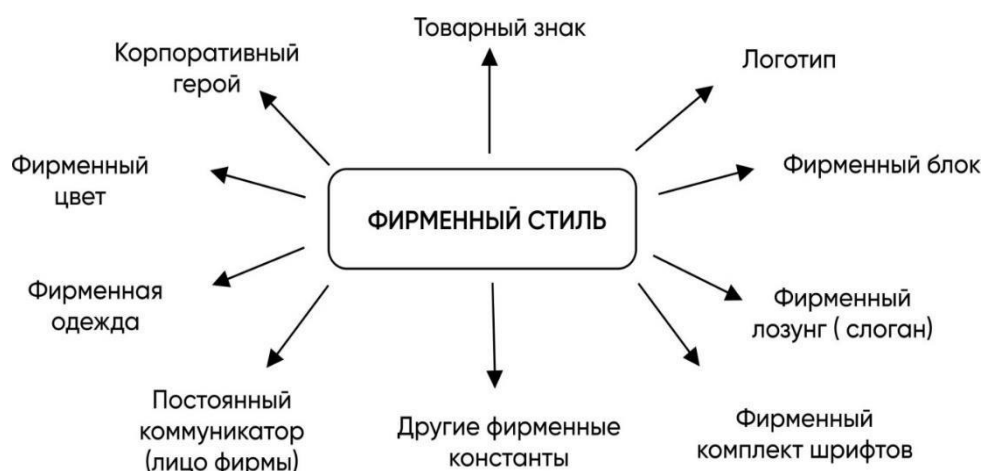 Товарный знак
Корпоративный
герой
Логотип
Фирменный
цвет
Фирменный блок
ФИРМЕННЫЙ СТИЛЬ
Фирменная
одежда
Фирменный
лозунг ( слоган)
Постоянный
коммуникатор
(лицо фирмы)
Другие фирменные
константы
Фирменный
комплект шрифтов